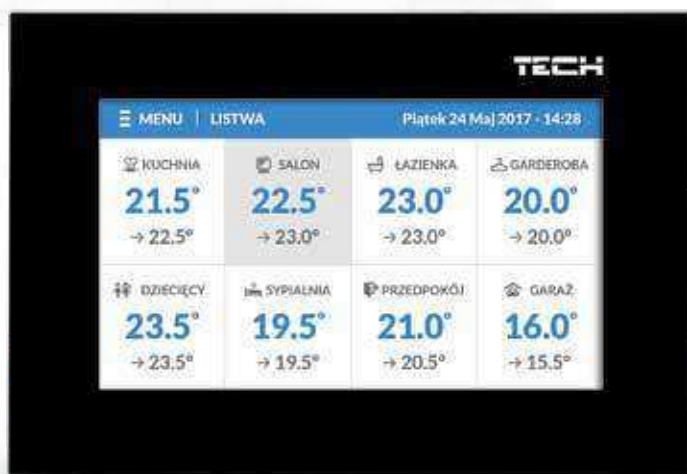 TECH
MENU | LISTWA Piątek 24 Maj 2017 - 14:28
KUCHNIA SALON ŁAZIENKA GARDEROBA
21.5° 22.5° 23.0° 20.0°
→ 22.5° → 23.0° → 23.0° → 20.0°
DZIECIĘCY SYPIALNIA PRZEDPOKÓJ GARAŻ
23.5° 19.5° 21.0° 16.0°
→ 23.5° → 19.5° → 20.5° → 15.5°